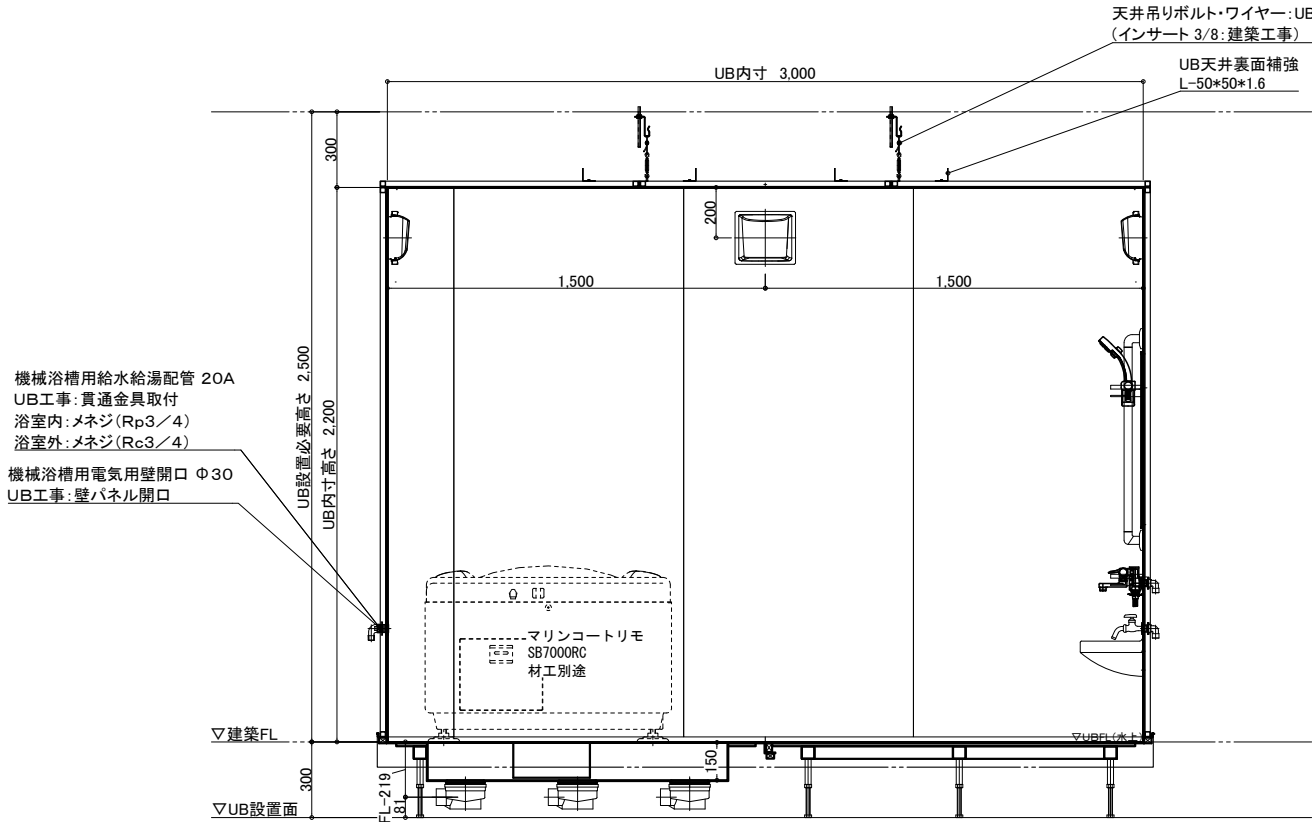 天井吊りボルト・ワイヤー:UB
(インサート 3/8:建築工事)
UB天井裏面補強
L-50*50*1.6
UB内寸 3,000
300
200
1,500
1,500
UB設置必要高さ 2,500
UB内寸高さ 2,200
機械浴槽用給水給湯配管 20A
UB工事:貫通金具取付
浴室内:メネジ(Rp3/4)
浴室外:メネジ(Rc3/4)
機械浴槽用電気用壁開口 Φ30
UB工事:壁パネル開口
マリンコートリモ
SB7000RC
材工別途
▽建築FL
▽UBFL(水上)
150
300
FL-219
81
▽UB設置面